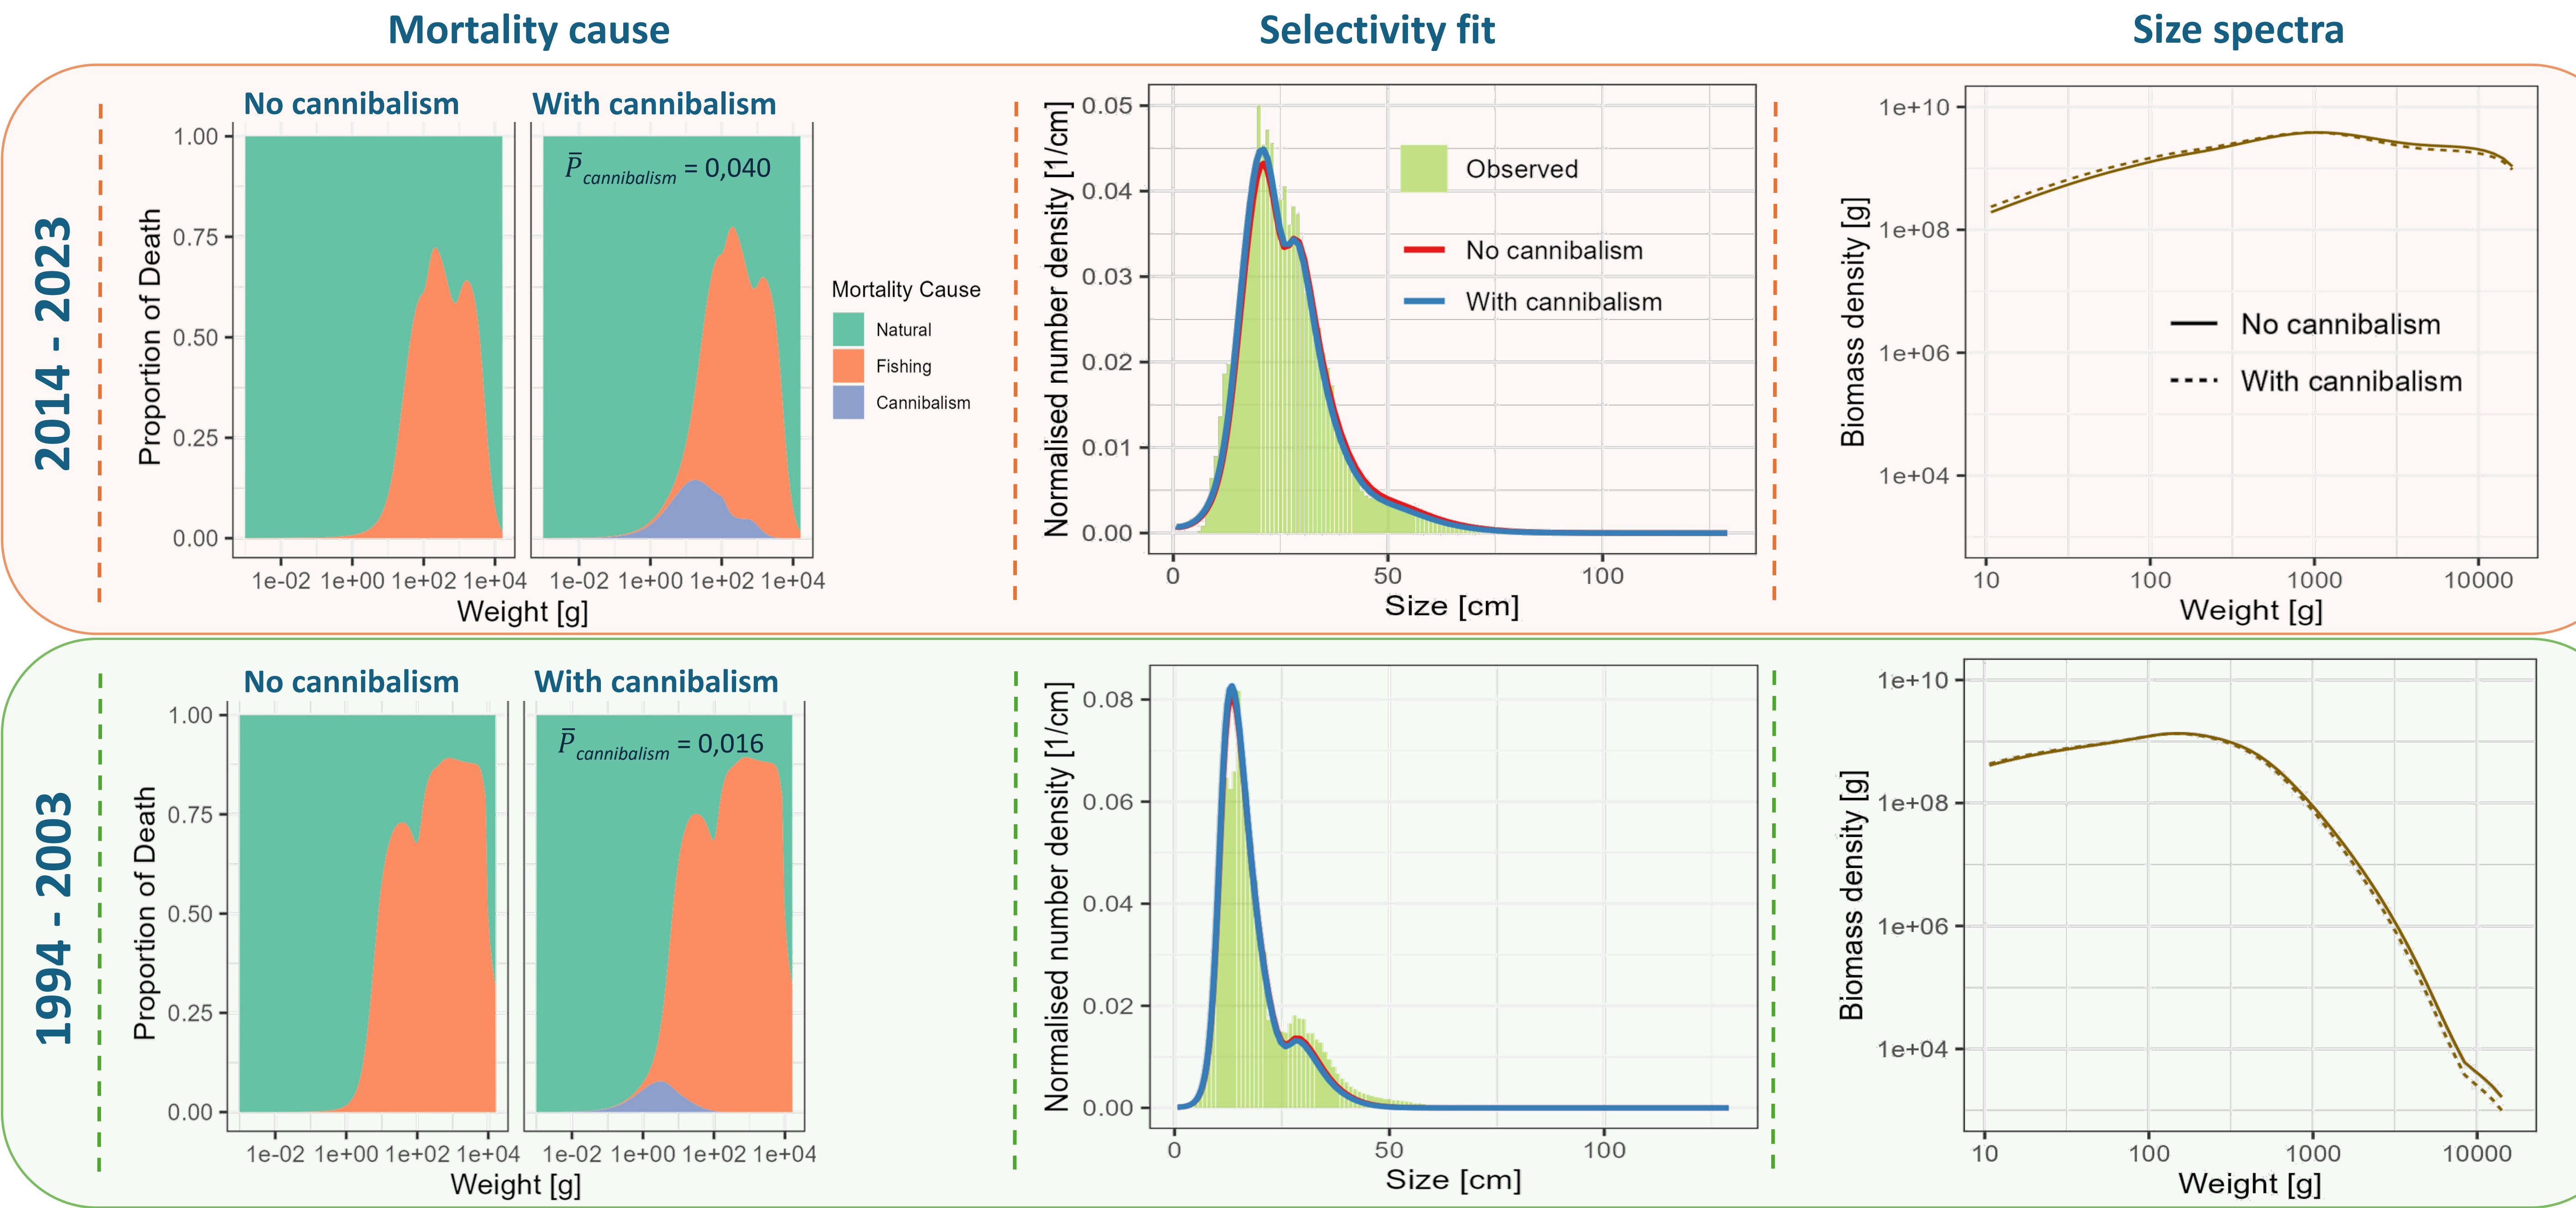 Mortality cause
Selectivity fit
Size spectra
2014 - 2023
No cannibalism
With cannibalism
P̅cannibalism = 0,040
Proportion of Death
1.00
0.75
0.50
0.25
0.00
1e-02 1e+00 1e+02 1e+04
1e-02 1e+00 1e+02 1e+04
Weight [g]
Mortality Cause
Natural
Fishing
Cannibalism
Normalised number density [1/cm]
0.05
0.04
0.03
0.02
0.01
0.00
Observed
No cannibalism
With cannibalism
0 50 100
Size [cm]
Biomass density [g]
1e+10
1e+08
1e+06
1e+04
No cannibalism
With cannibalism
10 100 1000 10000
Weight [g]
1994 - 2003
No cannibalism
With cannibalism
P̅cannibalism = 0,016
Proportion of Death
1.00
0.75
0.50
0.25
0.00
1e-02 1e+00 1e+02 1e+04
1e-02 1e+00 1e+02 1e+04
Weight [g]
Normalised number density [1/cm]
0.08
0.06
0.04
0.02
0.00
0 50 100
Size [cm]
Biomass density [g]
1e+10
1e+08
1e+06
1e+04
10 100 1000 10000
Weight [g]